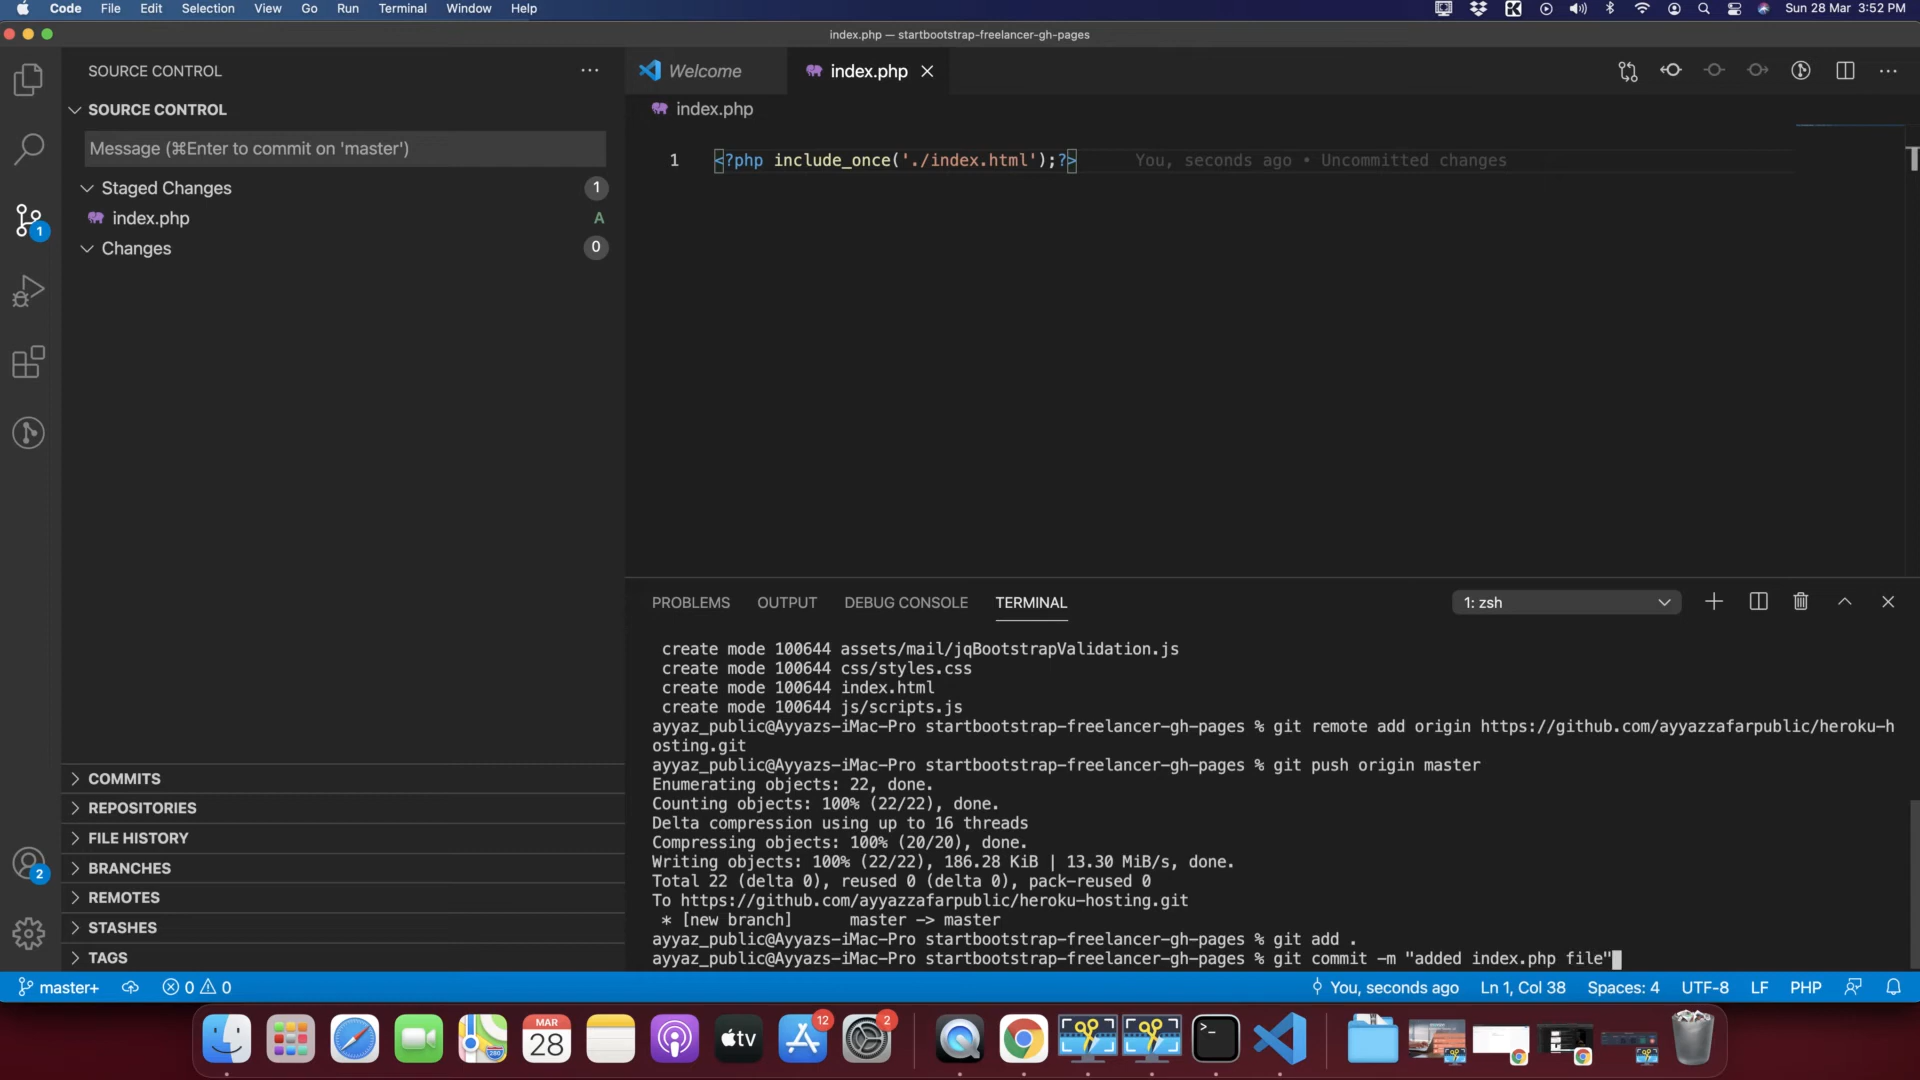 Code File Edit Selection View Go Run Terminal Window Help Sun 28 Mar 3:52 PM
index.php — startbootstrap-freelancer-gh-pages
SOURCE CONTROL
Welcome
index.php
SOURCE CONTROL
index.php
Message (⌘Enter to commit on 'master')
1 <?php include_once('./index.html');?> You, seconds ago • Uncommitted changes
Staged Changes 1
index.php A
1
Changes 0
PROBLEMS OUTPUT DEBUG CONSOLE TERMINAL 1: zsh
create mode 100644 assets/mail/jqBootstrapValidation.js
create mode 100644 css/styles.css
create mode 100644 index.html
create mode 100644 js/scripts.js
ayyaz_public@Ayyazs-iMac-Pro startbootstrap-freelancer-gh-pages % git remote add origin https://github.com/ayyazzafarpublic/heroku-h
osting.git
ayyaz_public@Ayyazs-iMac-Pro startbootstrap-freelancer-gh-pages % git push origin master
Enumerating objects: 22, done.
Counting objects: 100% (22/22), done.
Delta compression using up to 16 threads
Compressing objects: 100% (20/20), done.
Writing objects: 100% (22/22), 186.28 KiB | 13.30 MiB/s, done.
Total 22 (delta 0), reused 0 (delta 0), pack-reused 0
To https://github.com/ayyazzafarpublic/heroku-hosting.git
* [new branch] master -> master
ayyaz_public@Ayyazs-iMac-Pro startbootstrap-freelancer-gh-pages % git add .
ayyaz_public@Ayyazs-iMac-Pro startbootstrap-freelancer-gh-pages % git commit -m "added index.php file"
COMMITS
REPOSITORIES
FILE HISTORY
BRANCHES
2
REMOTES
STASHES
TAGS
master+ 0 0 You, seconds ago Ln 1, Col 38 Spaces: 4 UTF-8 LF PHP
MAR
28
280
tv
12
2
>_